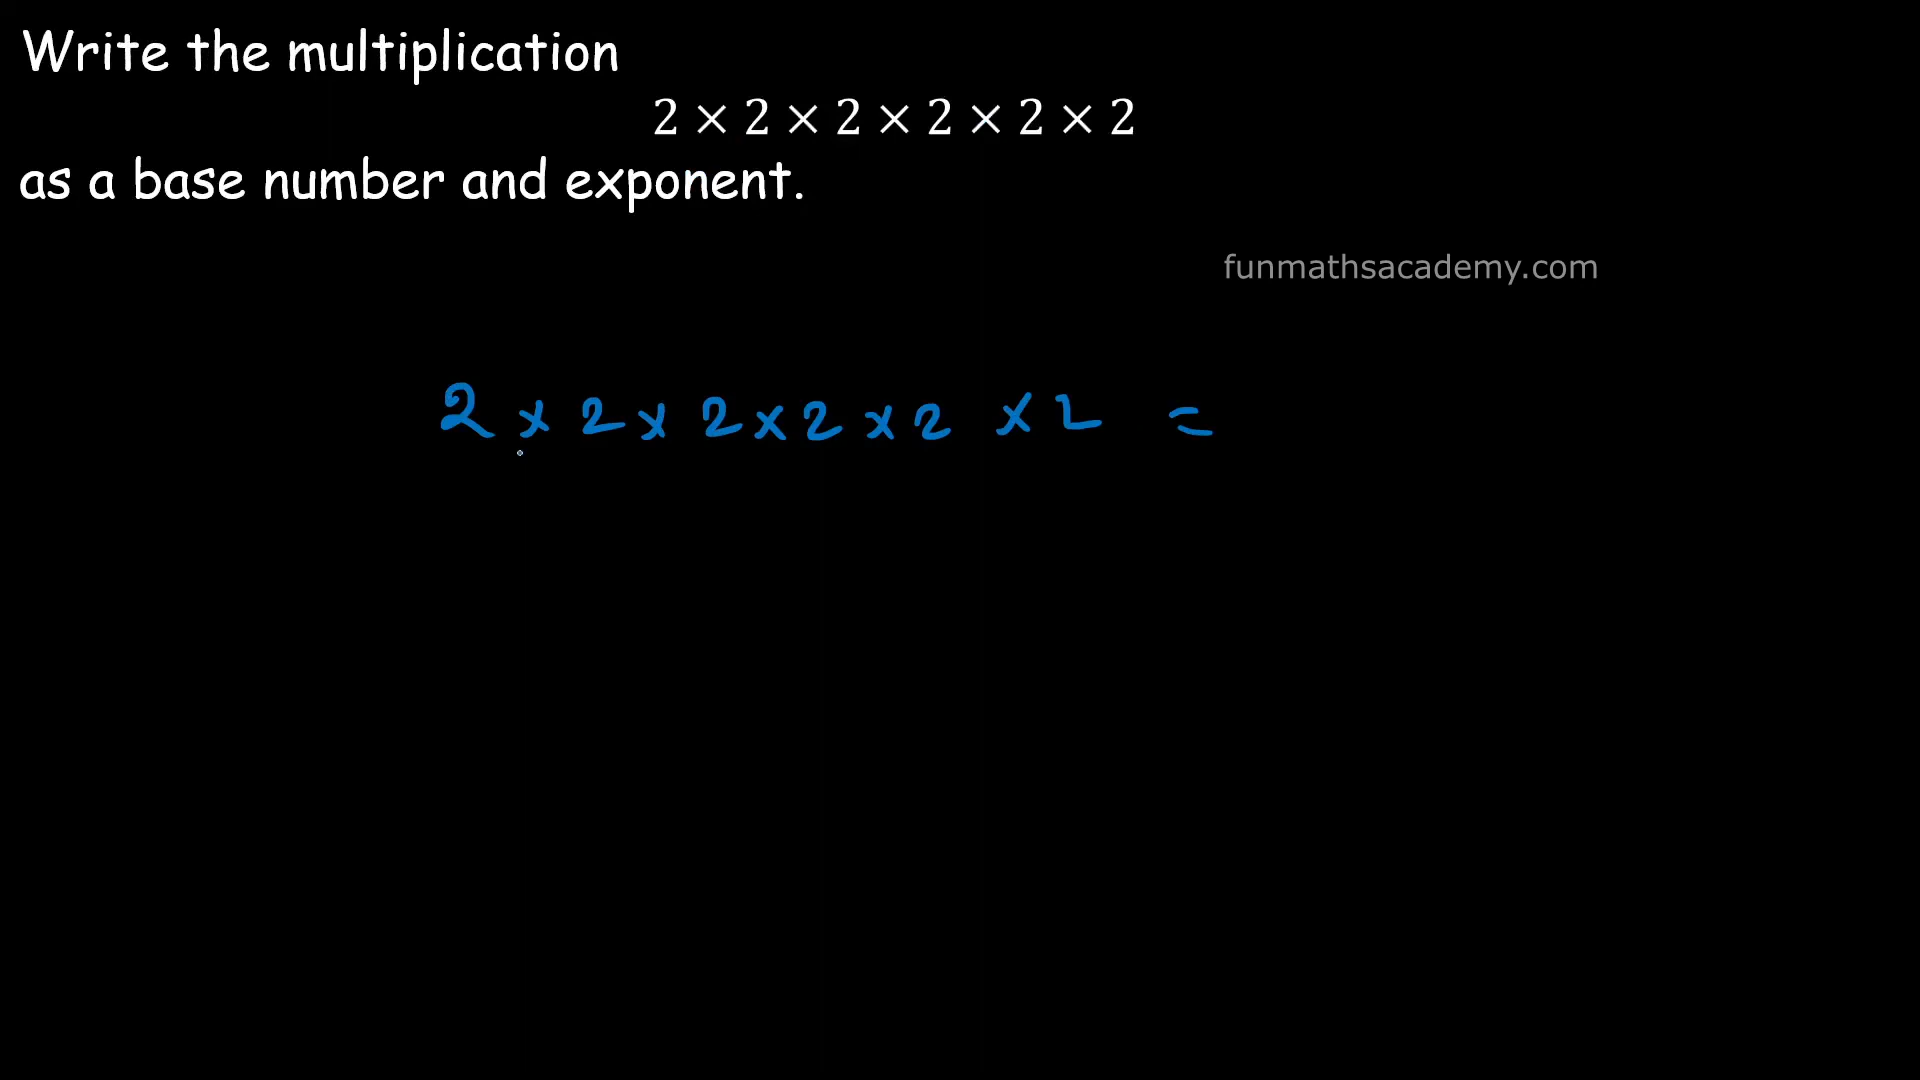 Write the multiplication
2 × 2 × 2 × 2 × 2 × 2
as a base number and exponent.
funmathsacademy.com
2 × 2 × 2 × 2 × 2 × 2 =